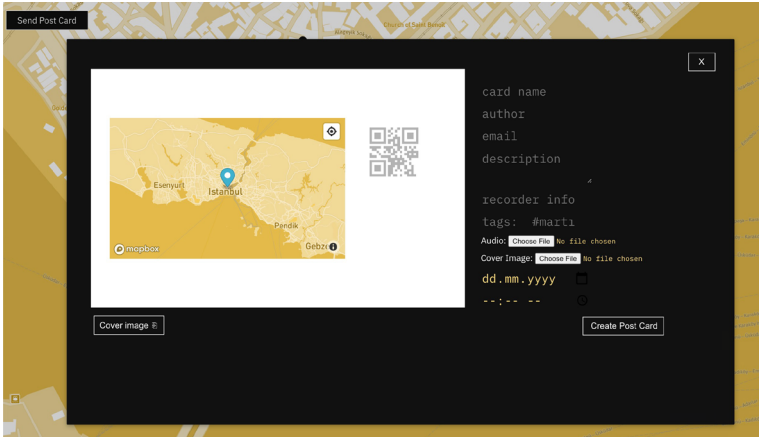 Send Post Card
X
card name
author
email
description
recorder info
tags: #martı
Audio: Choose File No file chosen
Cover Image: Choose File No file chosen
dd.mm.yyyy
--:-- --
Esenyurt
Istanbul
Pendik
Gebze
mapbox
Cover image
Create Post Card